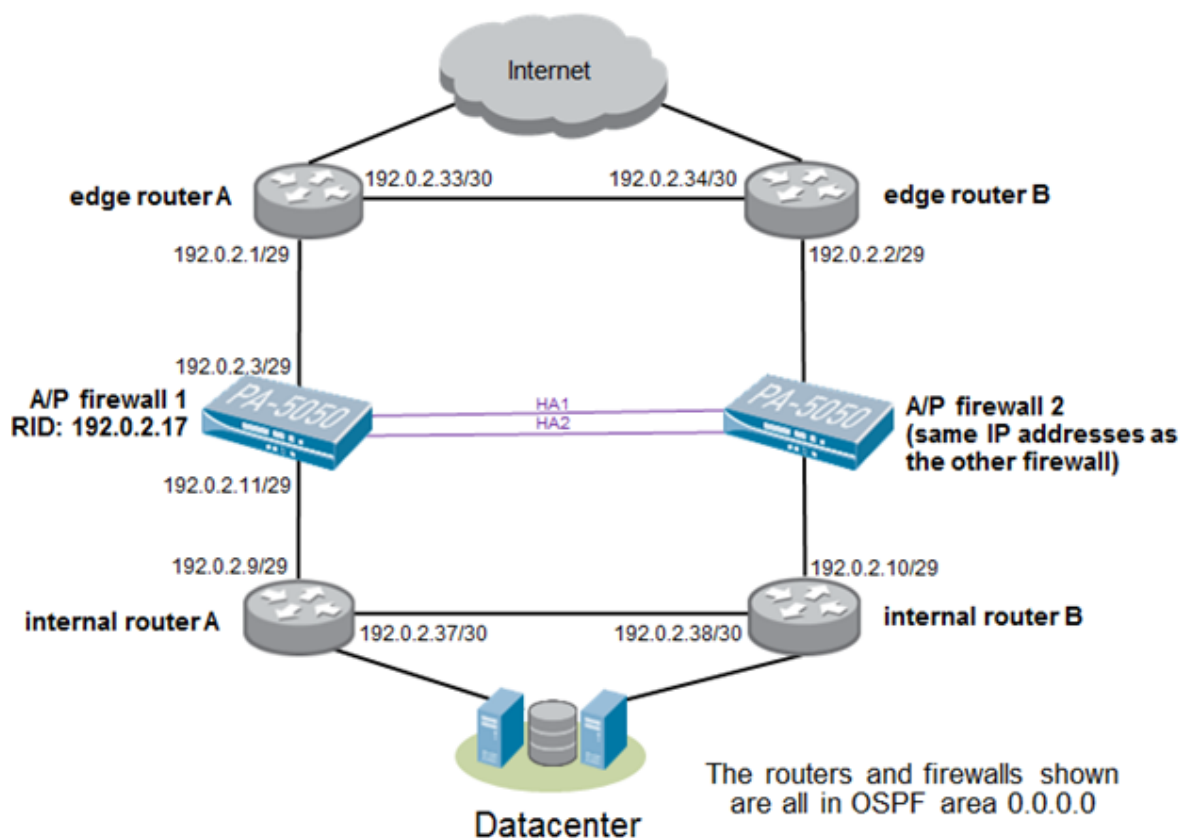 Internet
192.0.2.33/30
192.0.2.34/30
edge router A
edge router B
192.0.2.1/29
192.0.2.2/29
192.0.2.3/29
A/P firewall 1
RID: 192.0.2.17
PA-5050
HA1
HA2
PA-5050
A/P firewall 2
(same IP addresses as
the other firewall)
192.0.2.11/29
192.0.2.9/29
192.0.2.10/29
internal router A
internal router B
192.0.2.37/30
192.0.2.38/30
The routers and firewalls shown
are all in OSPF area 0.0.0.0
Datacenter